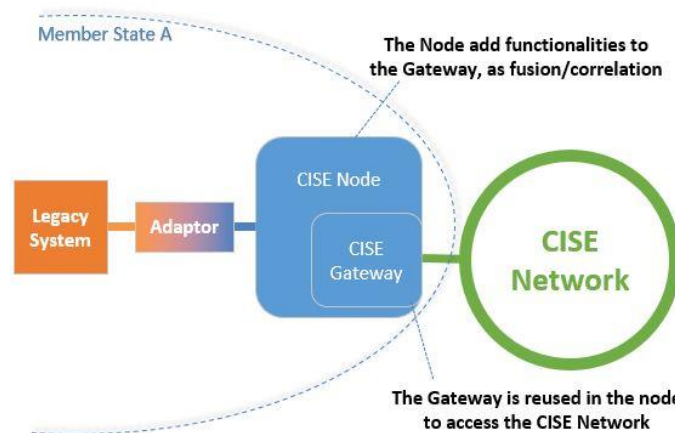 Member State A
The Node add functionalities to
the Gateway, as fusion/correlation
CISE Node
Legacy
System
Adaptor
CISE
Gateway
CISE
Network
The Gateway is reused in the node
to access the CISE Network